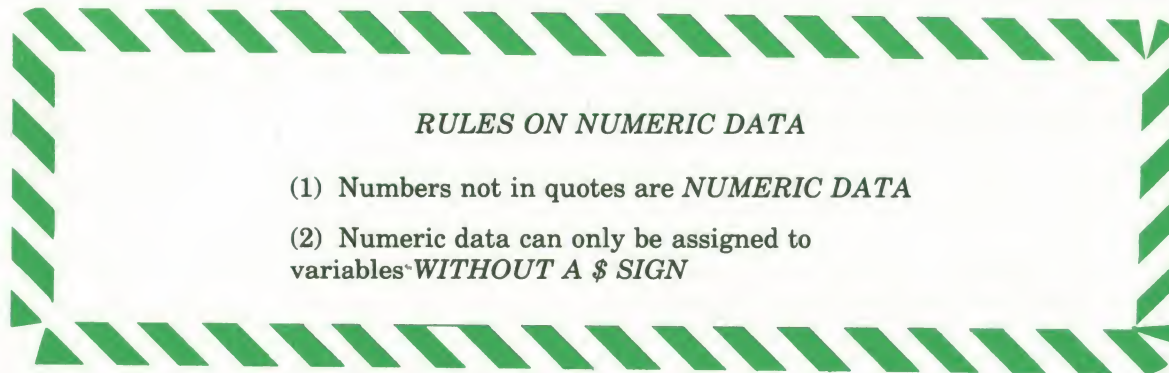 RULES ON NUMERIC DATA
(1) Numbers not in quotes are NUMERIC DATA
(2) Numeric data can only be assigned to
variables WITHOUT A $ SIGN